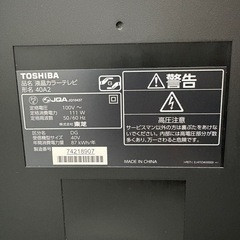 TOSHIBA
品名 液晶カラーテレビ
形名 40A2
JQA
定格電圧 100V～
定格消費電力 111 W
定格周波数 50/60 Hz
株式会社 東芝
区分名 DG
受信機型サイズ 40V
年間消費電力量 87 kWh/年
製造番号 74218907
警告
高圧注意
サービスマン以外の方は裏ぶたをあけないでください。
内部には高電圧部分が数多くあり、万一さわると危険です。
MADE IN CHINA